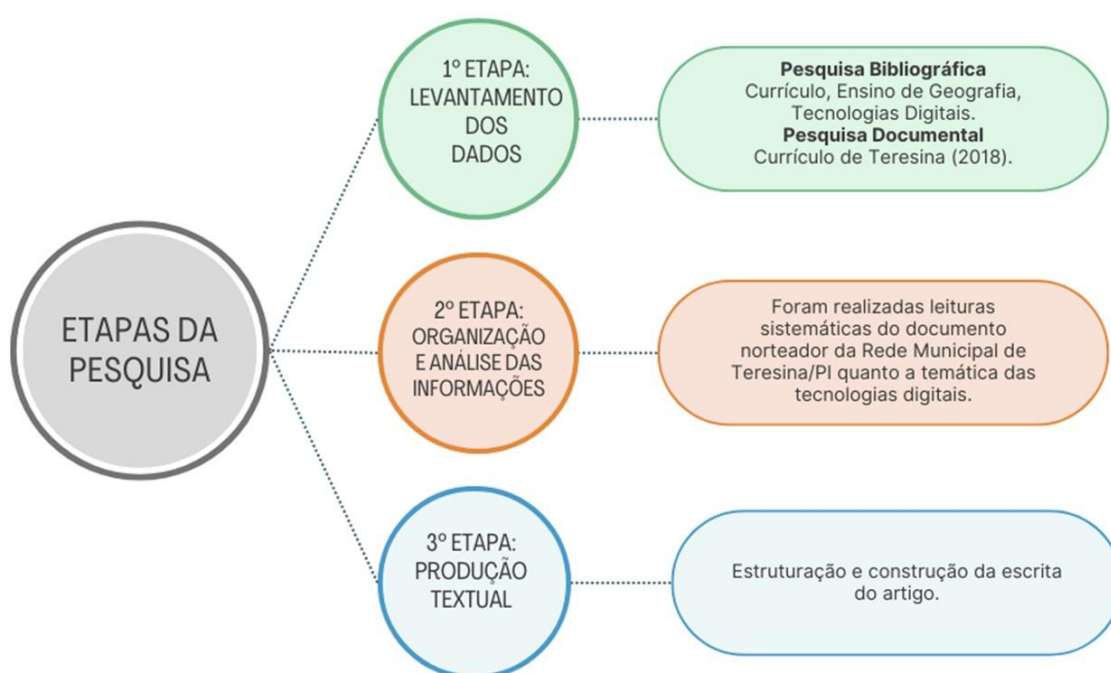 ETAPAS DA
PESQUISA
1º ETAPA:
LEVANTAMENTO
DOS
DADOS
Pesquisa Bibliográfica
Currículo, Ensino de Geografia,
Tecnologias Digitais.
Pesquisa Documental
Currículo de Teresina (2018).
2º ETAPA:
ORGANIZAÇÃO
E ANÁLISE DAS
INFORMAÇÕES
Foram realizadas leituras
sistemáticas do documento
norteador da Rede Municipal de
Teresina/PI quanto a temática das
tecnologias digitais.
3º ETAPA:
PRODUÇÃO
TEXTUAL
Estruturação e construção da escrita
do artigo.